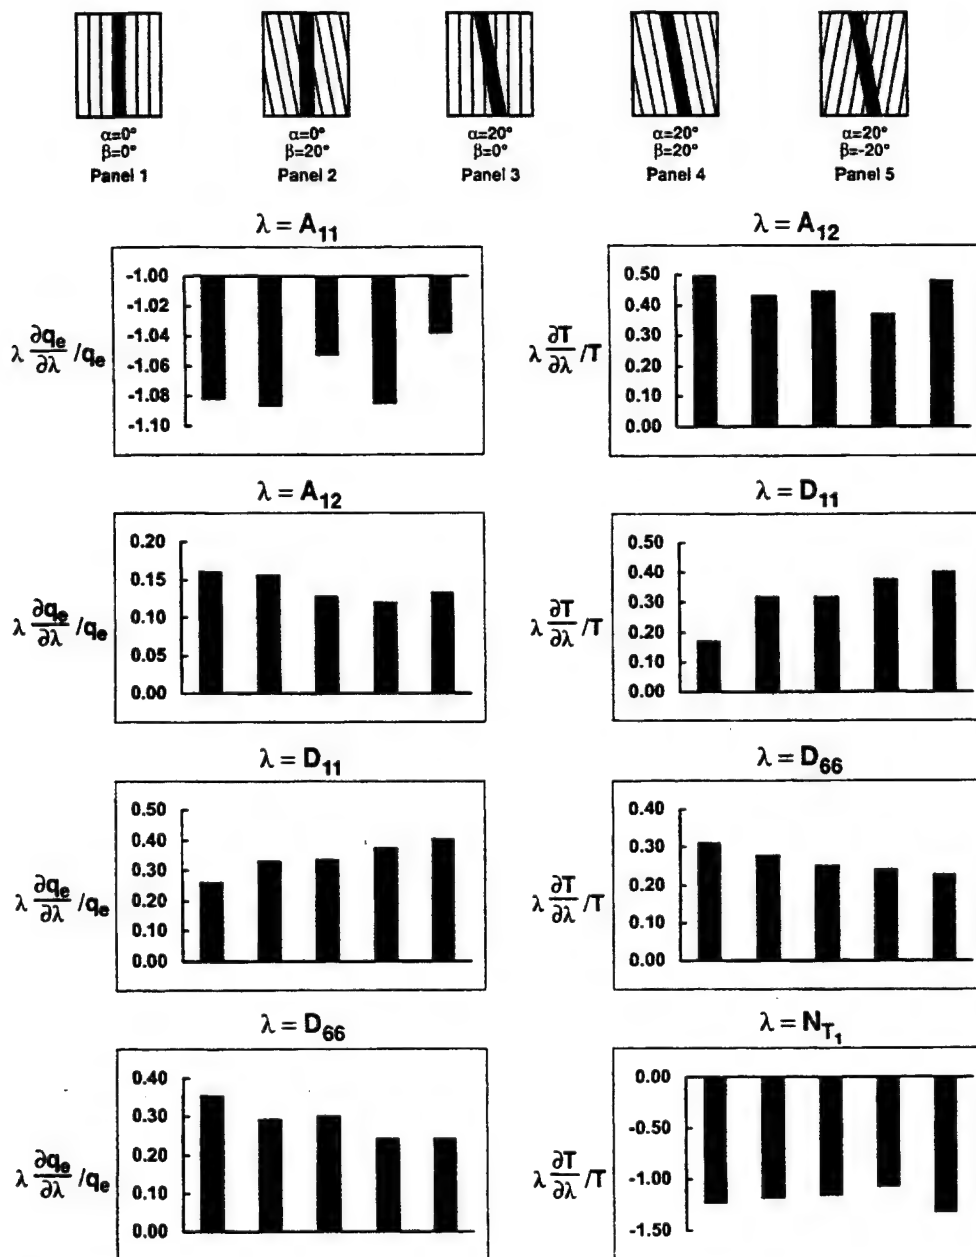 α=0°
β=0°
Panel 1
α=0°
β=20°
Panel 2
α=20°
β=0°
Panel 3
α=20°
β=20°
Panel 4
α=20°
β=-20°
Panel 5
λ = A₁₁
λ ∂qₑ/∂λ /qₑ
-1.00
-1.02
-1.04
-1.06
-1.08
-1.10
λ = A₁₂
λ ∂T/∂λ /T
0.50
0.40
0.30
0.20
0.10
0.00
λ = A₁₂
λ ∂qₑ/∂λ /qₑ
0.20
0.15
0.10
0.05
0.00
λ = D₁₁
λ ∂T/∂λ /T
0.50
0.40
0.30
0.20
0.10
0.00
λ = D₁₁
λ ∂qₑ/∂λ /qₑ
0.50
0.40
0.30
0.20
0.10
0.00
λ = D₆₆
λ ∂T/∂λ /T
0.40
0.30
0.20
0.10
0.00
λ = D₆₆
λ ∂qₑ/∂λ /qₑ
0.40
0.30
0.20
0.10
0.00
λ = N_T₁
λ ∂T/∂λ /T
0.00
-0.50
-1.00
-1.50